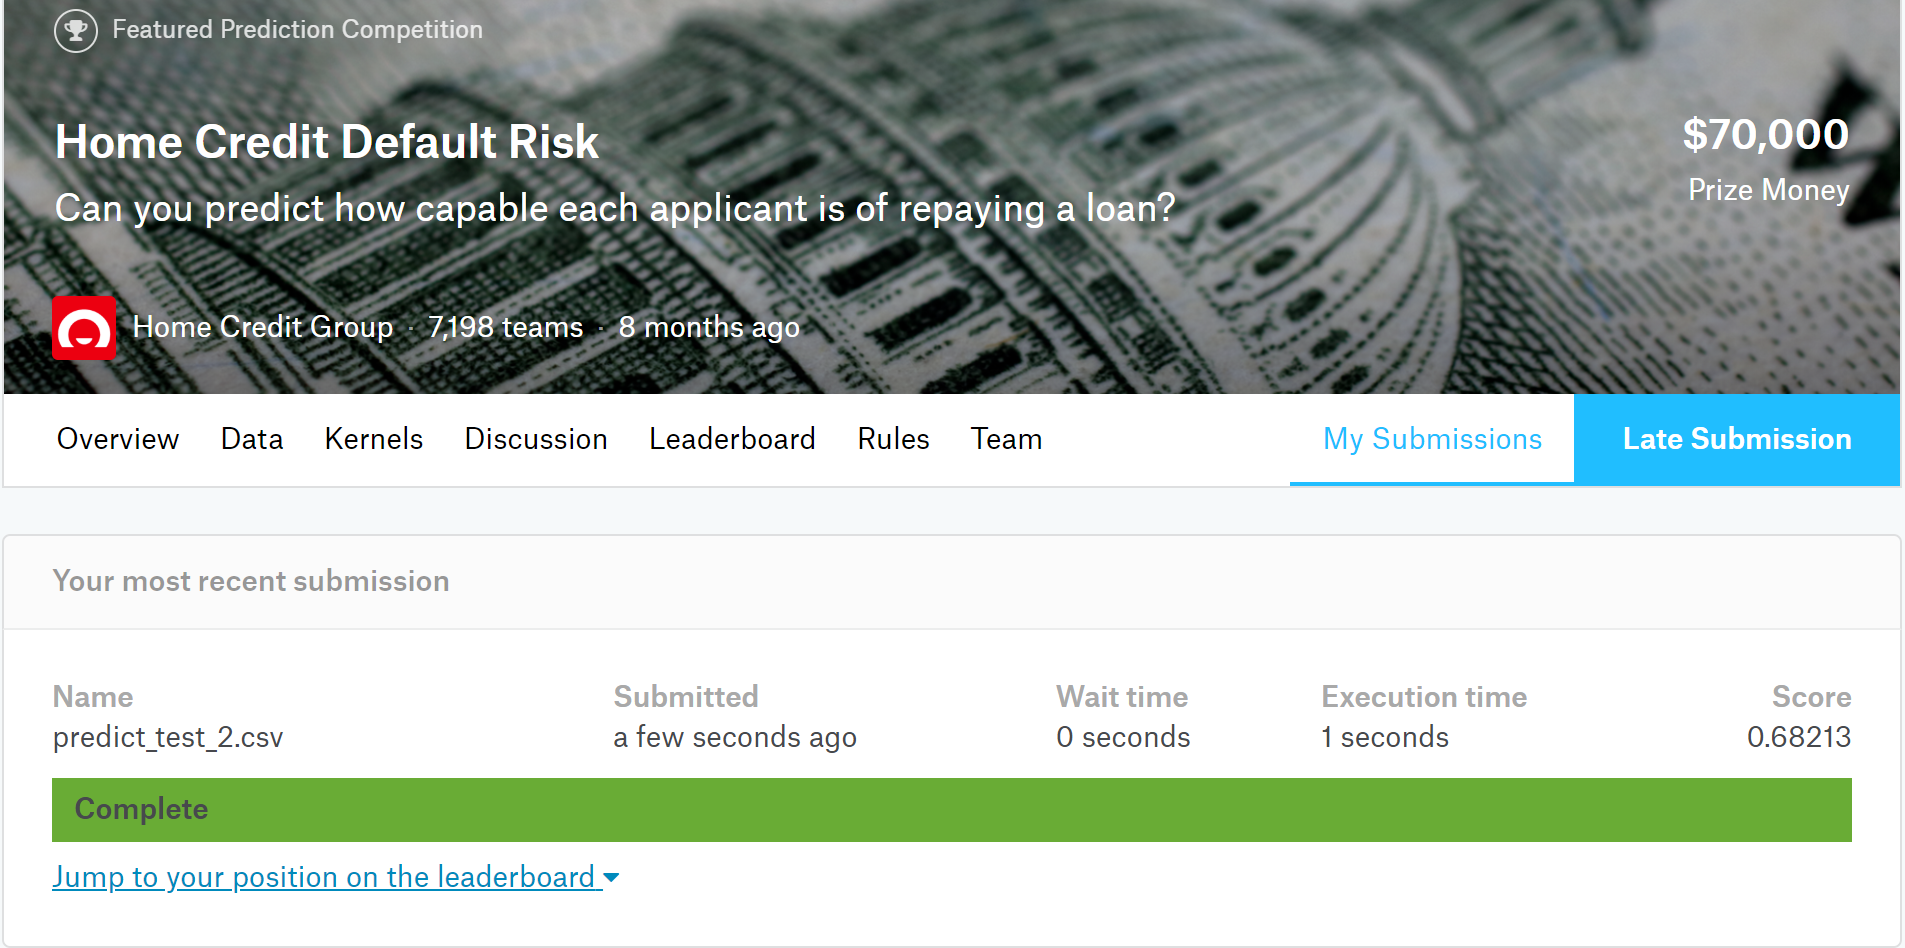 Featured Prediction Competition
Home Credit Default Risk
$70,000
Can you predict how capable each applicant is of repaying a loan?
Prize Money
Home Credit Group · 7,198 teams · 8 months ago
Overview Data Kernels Discussion Leaderboard Rules Team My Submissions Late Submission
Your most recent submission
Name Submitted Wait time Execution time Score
predict_test_2.csv a few seconds ago 0 seconds 1 seconds 0.68213
Complete
Jump to your position on the leaderboard